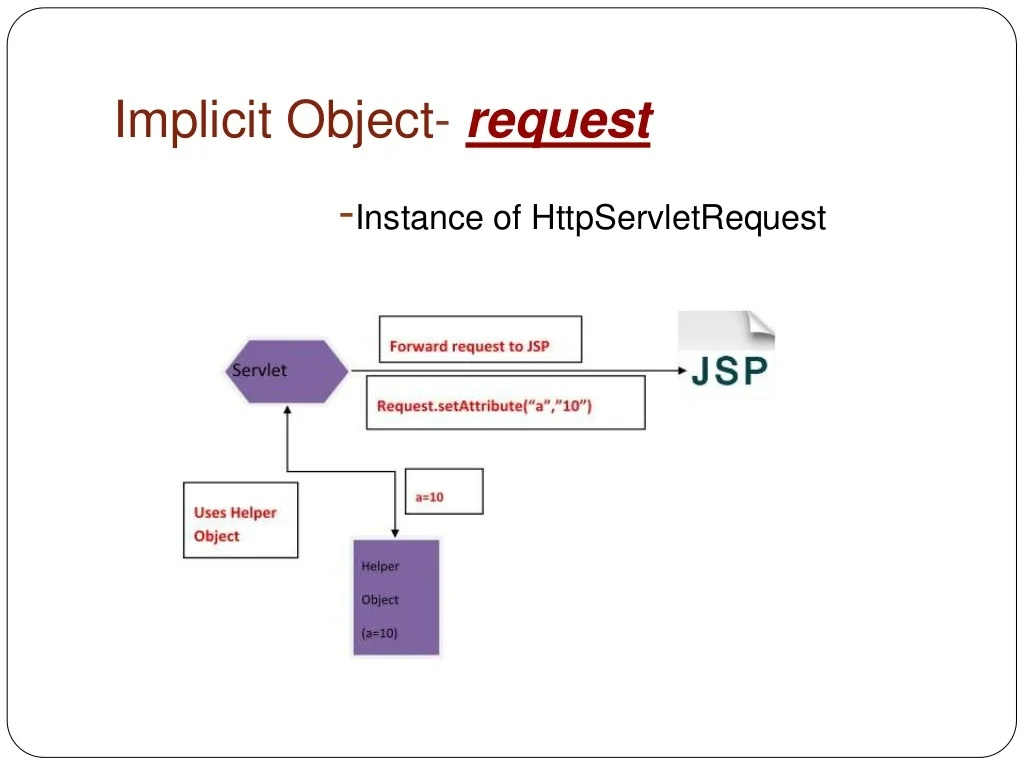 Implicit Object- request
-Instance of HttpServletRequest
Forward request to JSP
Servlet
JSP
Request.setAttribute(“a”,”10”)
a=10
Uses Helper
Object
Helper
Object
(a=10)